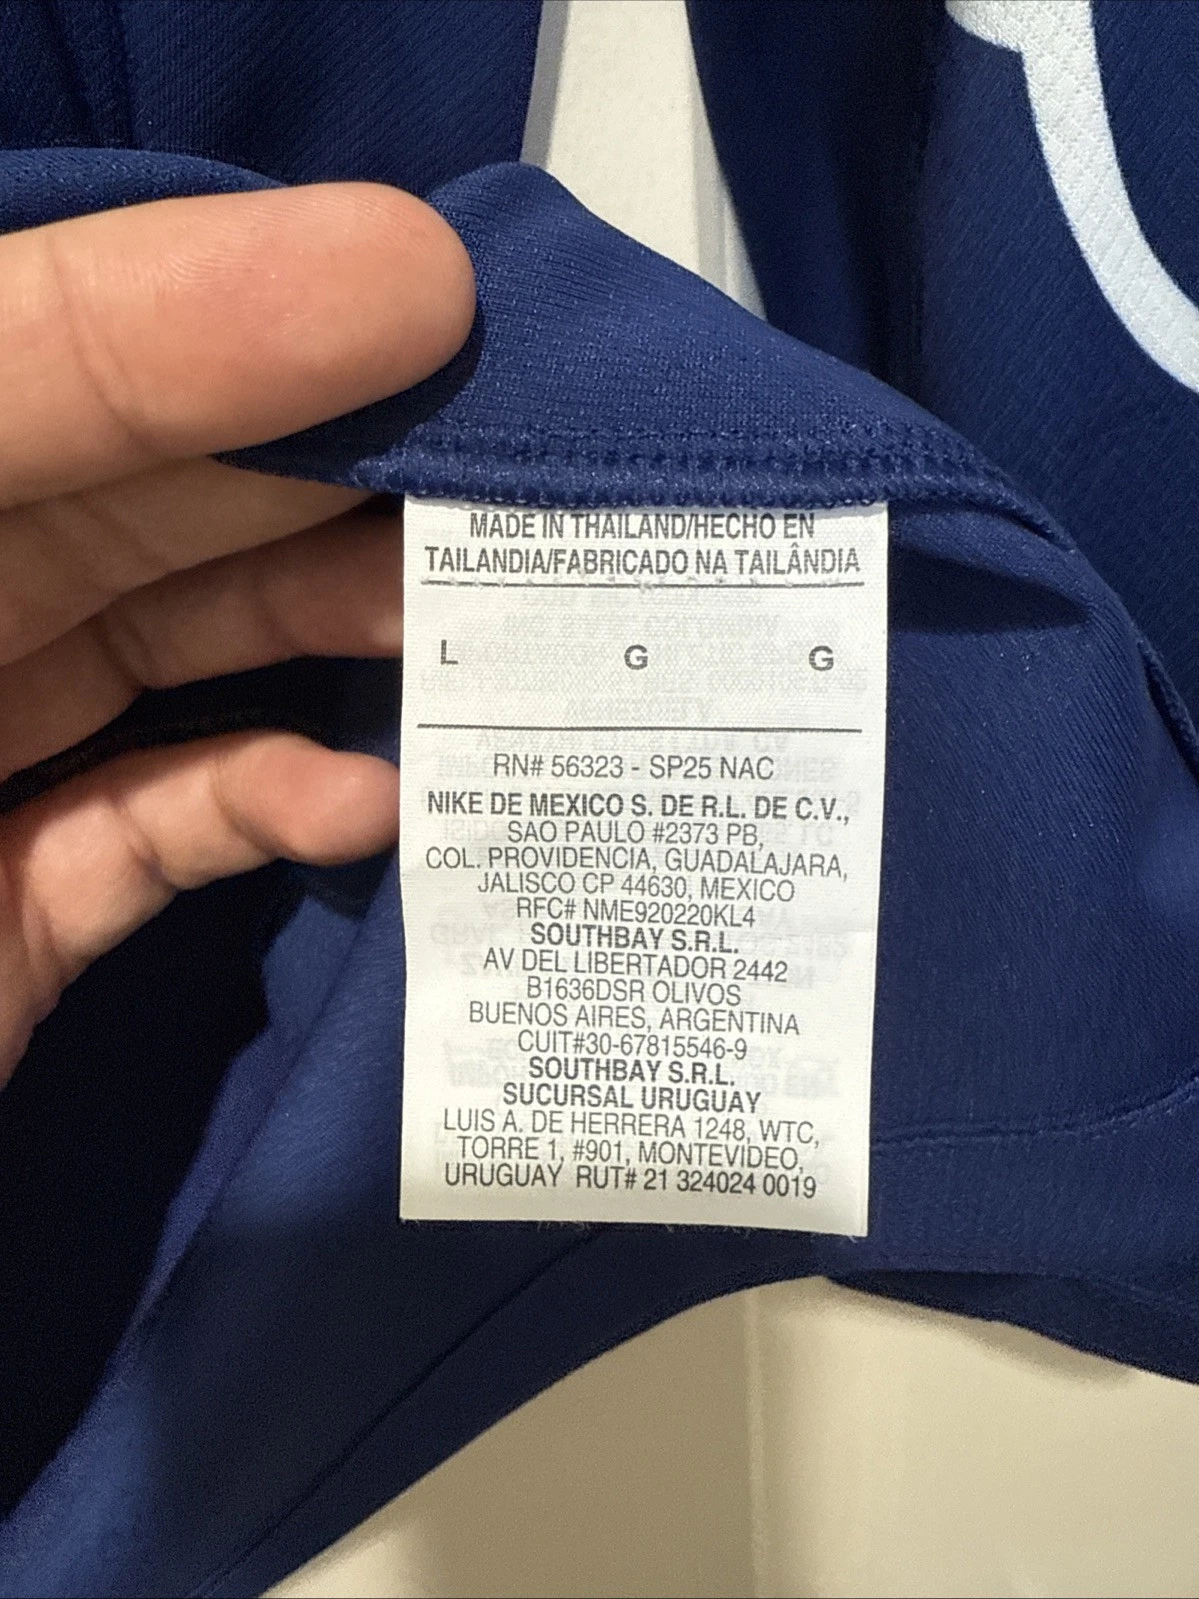 MADE IN THAILAND/HECHO EN
TAILANDIA/FABRICADO NA TAILÂNDIA
L G G
RN# 56323 - SP25 NAC
NIKE DE MEXICO S. DE R.L. DE C.V.,
SAO PAULO #2373 PB,
COL. PROVIDENCIA, GUADALAJARA,
JALISCO CP 44630, MEXICO
RFC# NME920220KL4
SOUTHBAY S.R.L.
AV DEL LIBERTADOR 2442
B1636DSR OLIVOS
BUENOS AIRES, ARGENTINA
CUIT#30-67815546-9
SOUTHBAY S.R.L.
SUCURSAL URUGUAY
LUIS A. DE HERRERA 1248, WTC,
TORRE 1, #901, MONTEVIDEO,
URUGUAY RUT# 21 324024 0019